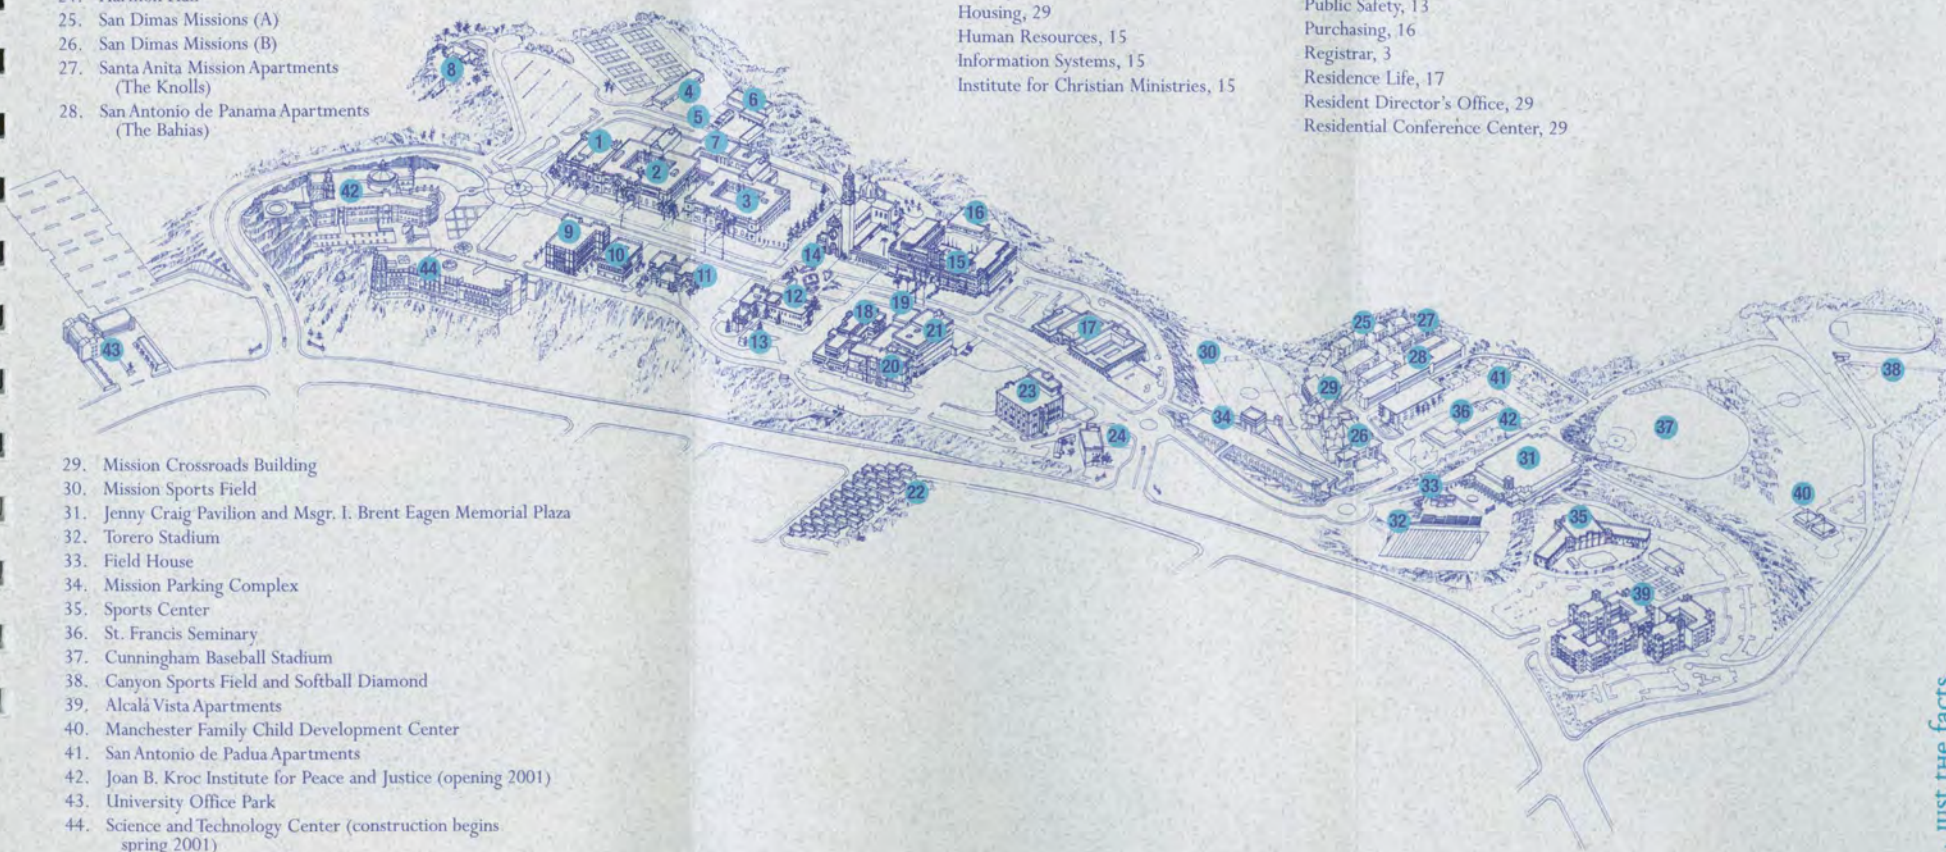 25. San Dimas Missions (A)
26. San Dimas Missions (B)
27. Santa Anita Mission Apartments
(The Knolls)
28. San Antonio de Panama Apartments
(The Bahias)
Housing, 29
Human Resources, 15
Information Systems, 15
Institute for Christian Ministries, 15
Public Safety, 13
Purchasing, 16
Registrar, 3
Residence Life, 17
Resident Director's Office, 29
Residential Conference Center, 29
8
4
6
5
1
7
2
42
3
16
9
14
10
15
44
11
12
19
18
21
17
13
43
20
25
27
30
28
38
23
29
41
34
36
42
37
24
26
31
22
33
40
32
35
39
29. Mission Crossroads Building
30. Mission Sports Field
31. Jenny Craig Pavilion and Msgr. I. Brent Eagen Memorial Plaza
32. Torero Stadium
33. Field House
34. Mission Parking Complex
35. Sports Center
36. St. Francis Seminary
37. Cunningham Baseball Stadium
38. Canyon Sports Field and Softball Diamond
39. Alcalá Vista Apartments
40. Manchester Family Child Development Center
41. San Antonio de Padua Apartments
42. Joan B. Kroc Institute for Peace and Justice (opening 2001)
43. University Office Park
44. Science and Technology Center (construction begins
spring 2001)
just the facts